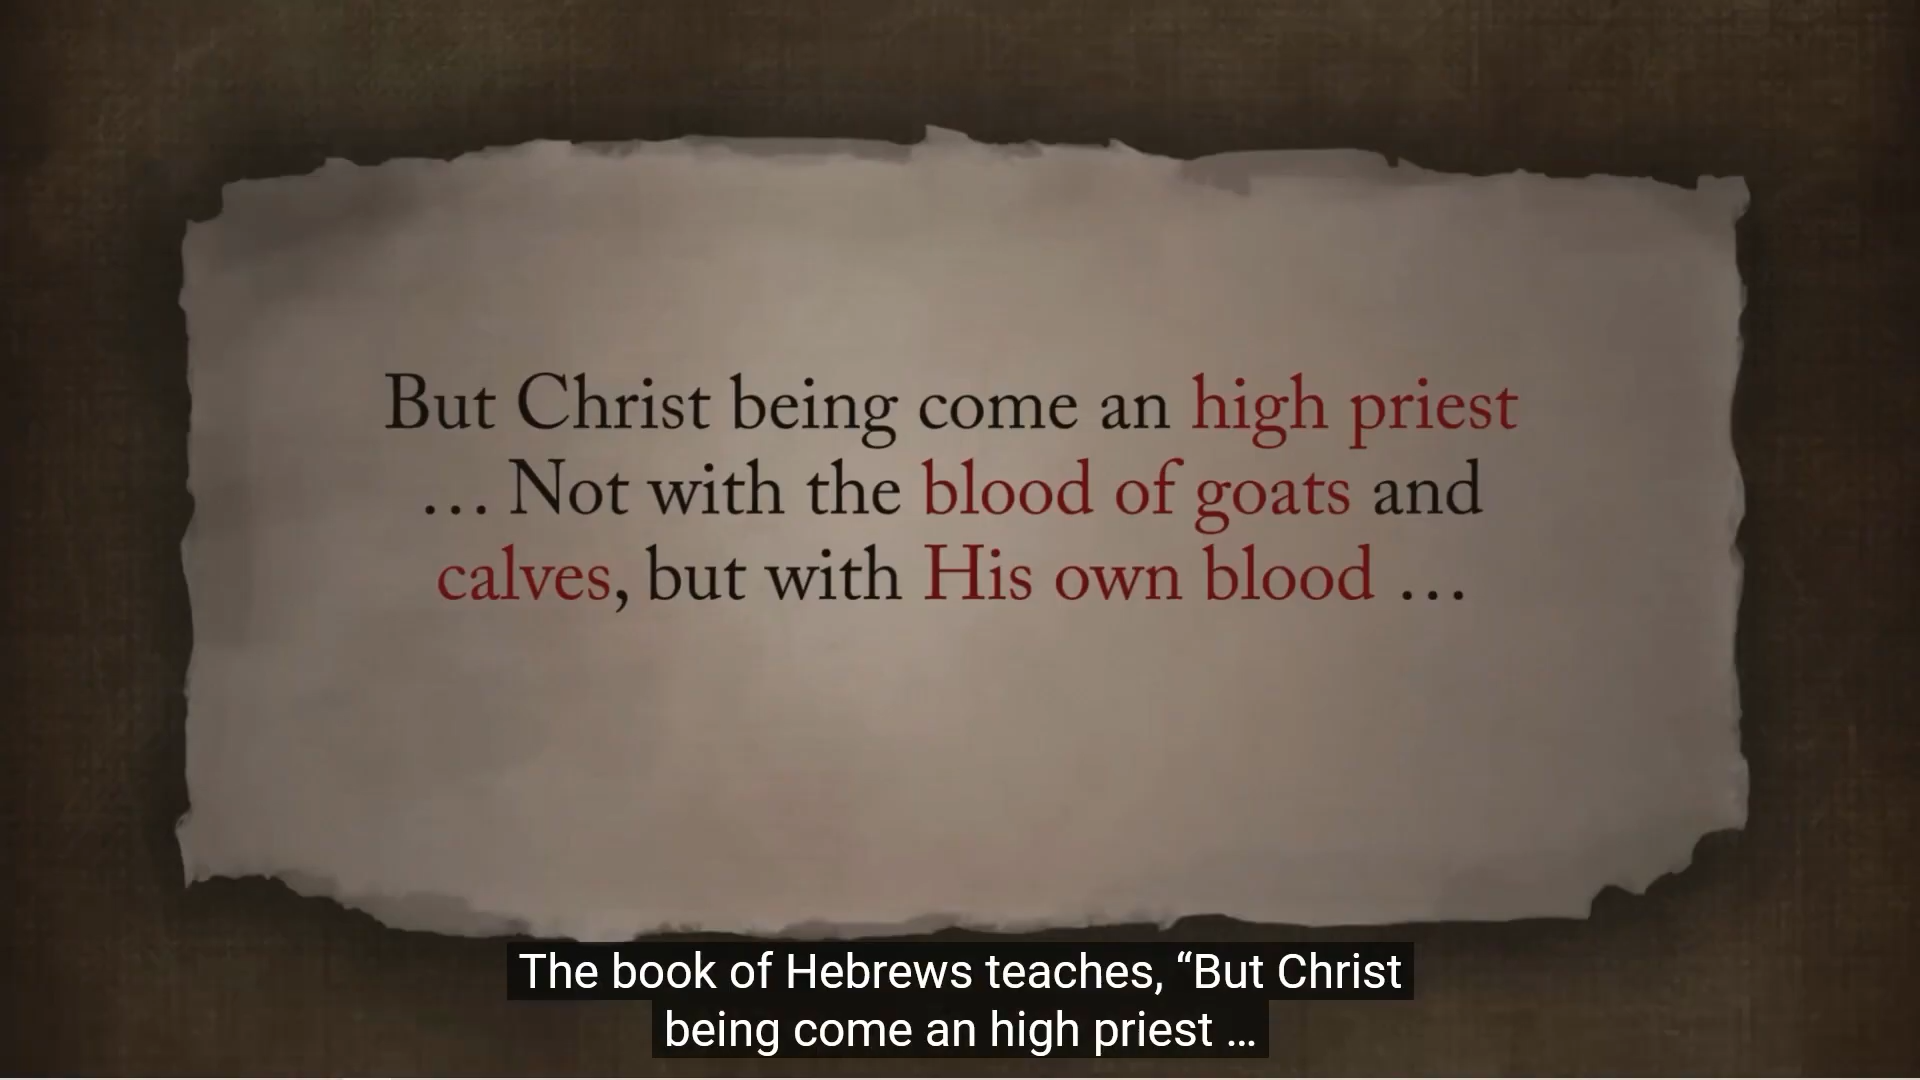 But Christ being come an high priest
… Not with the blood of goats and
calves, but with His own blood …
The book of Hebrews teaches, “But Christ
being come an high priest ...